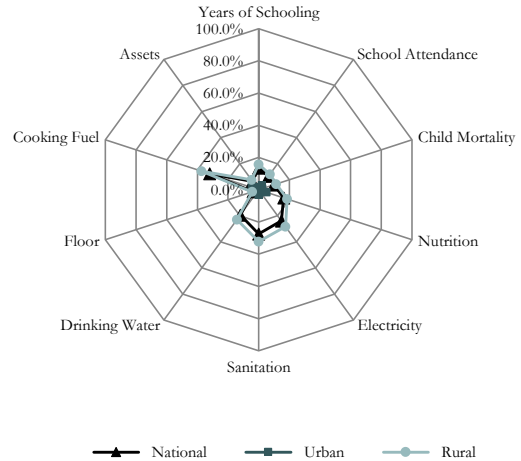 Years of Schooling
100.0%
Assets
School Attendance
80.0%
60.0%
Cooking Fuel
40.0%
Child Mortality
20.0%
0.0%
Floor
Nutrition
Drinking Water
Electricity
Sanitation
National Urban Rural